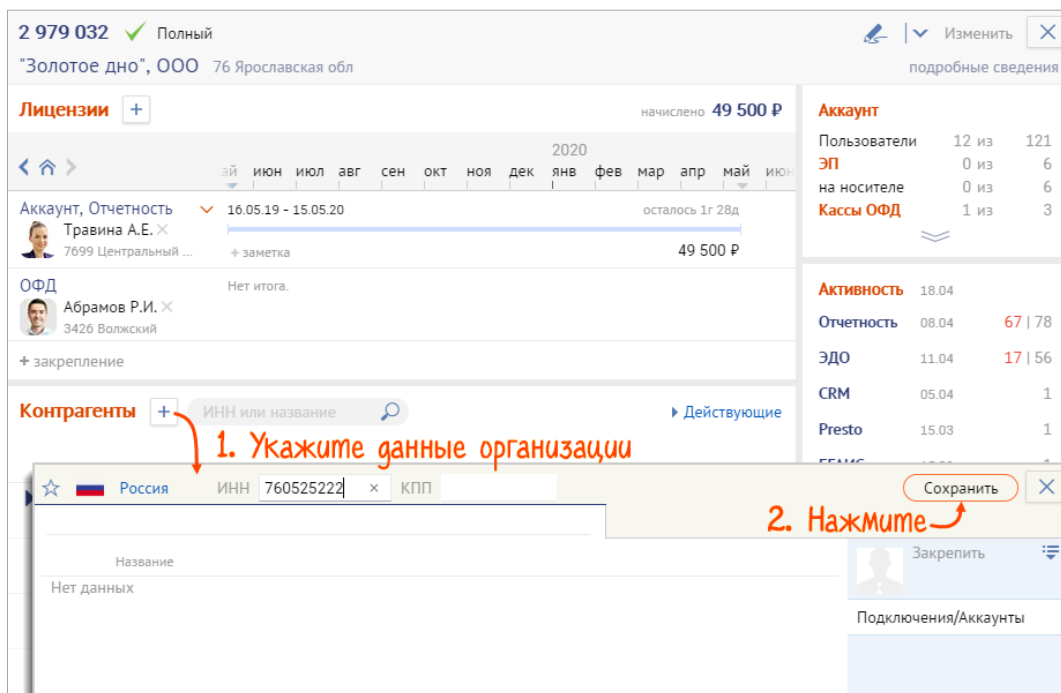 2 979 032 Полный Изменить
"Золотое дно", ООО 76 Ярославская обл подробные сведения
Лицензии + начислено 49 500 ₽
2020
ай июн июл авг сен окт ноя дек янв фев мар апр май июн
Аккаунт, Отчетность 16.05.19 - 15.05.20 осталось 1г 28д
Травина А.Е.
7699 Центральный ... + заметка 49 500 ₽
ОФД Нет итога.
Абрамов Р.И.
3426 Волжский
+ закрепление
Аккаунт
Пользователи 12 из 121
ЭП 0 из 6
на носителе 0 из 6
Кассы ОФД 1 из 3
Активность 18.04
Отчетность 08.04 67 | 78
ЭДО 11.04 17 | 56
CRM 05.04 1
Presto 15.03 1
Контрагенты + ИНН или название Действующие
1. Укажите данные организации
Россия ИНН 760525222 × КПП Сохранить
2. Нажмите
Название
Нет данных
Закрепить
Подключения/Аккаунты